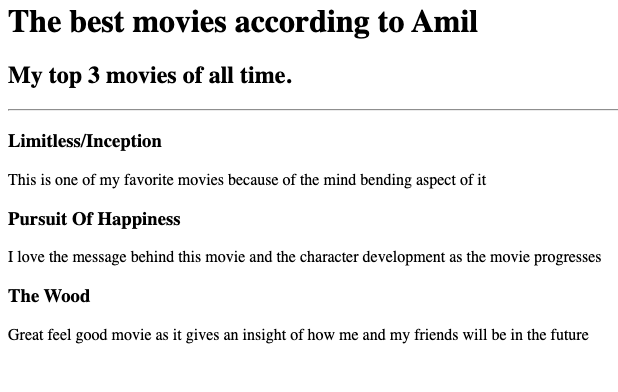 The best movies according to Amil
My top 3 movies of all time.
Limitless/Inception
This is one of my favorite movies because of the mind bending aspect of it
Pursuit Of Happiness
I love the message behind this movie and the character development as the movie progresses
The Wood
Great feel good movie as it gives an insight of how me and my friends will be in the future